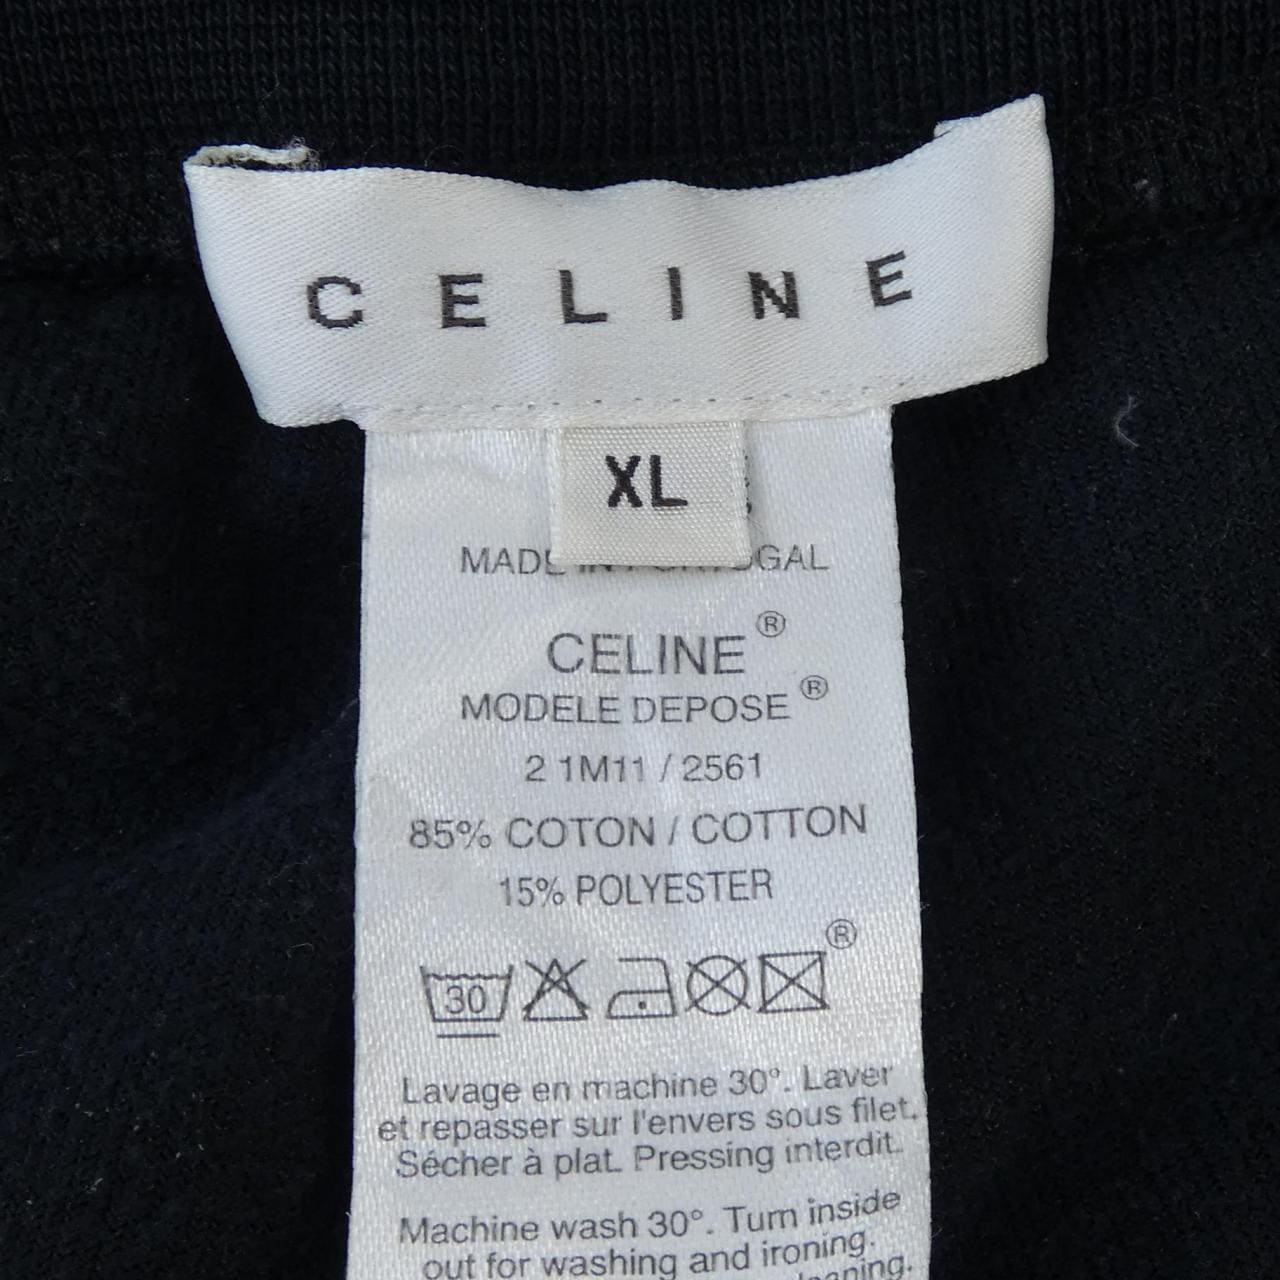 CELINE
XL
MADE IN PORTUGAL
CELINE®
MODELE DEPOSE®
2 1M11 / 2561
85% COTON / COTTON
15% POLYESTER
30 ®
Lavage en machine 30°. Laver
et repasser sur l'envers sous filet.
Sécher à plat. Pressing interdit.
Machine wash 30°. Turn inside
out for washing and ironing.